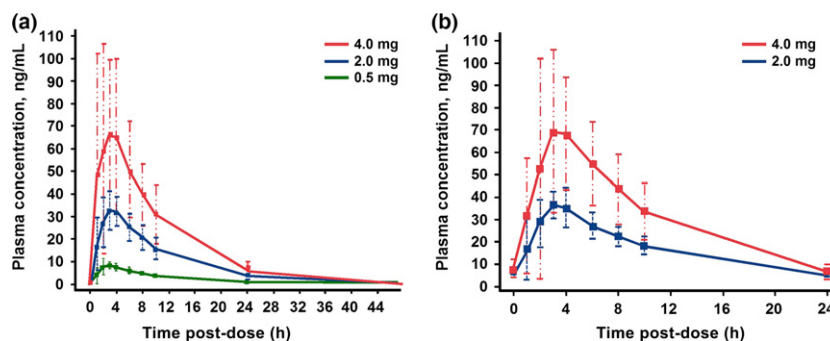 (a)
Plasma concentration, ng/mL
110
100
90
80
70
60
50
40
30
20
10
0
4.0 mg
2.0 mg
0.5 mg
0 4 8 12 16 20 24 28 32 36 44
Time post-dose (h)
(b)
Plasma concentration, ng/mL
110
100
90
80
70
60
50
40
30
20
10
0
4.0 mg
2.0 mg
0 4 8 12 16 20 24
Time post-dose (h)